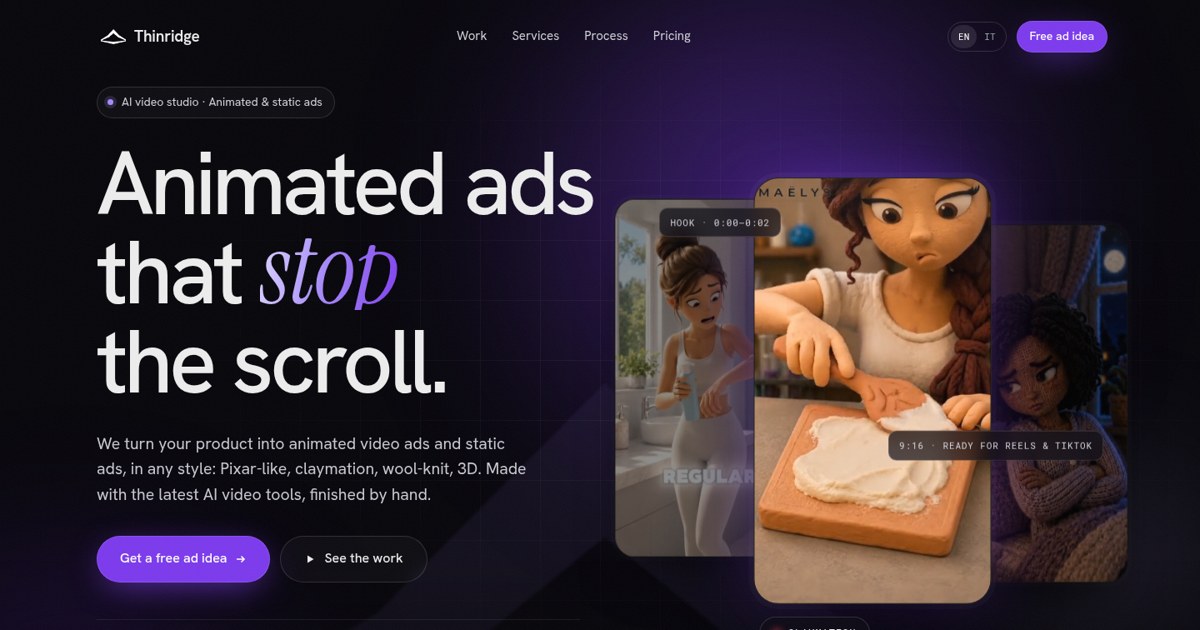 Thinridge
Work
Services
Process
Pricing
EN
IT
Free ad idea
AI video studio · Animated & static ads
Animated ads
that stop
the scroll.
We turn your product into animated video ads and static
ads, in any style: Pixar-like, claymation, wool-knit, 3D. Made
with the latest AI video tools, finished by hand.
Get a free ad idea →
See the work
HOOK · 0:00–0:02
MAËLY
REGULAR
9:16 · READY FOR REELS & TIKTOK